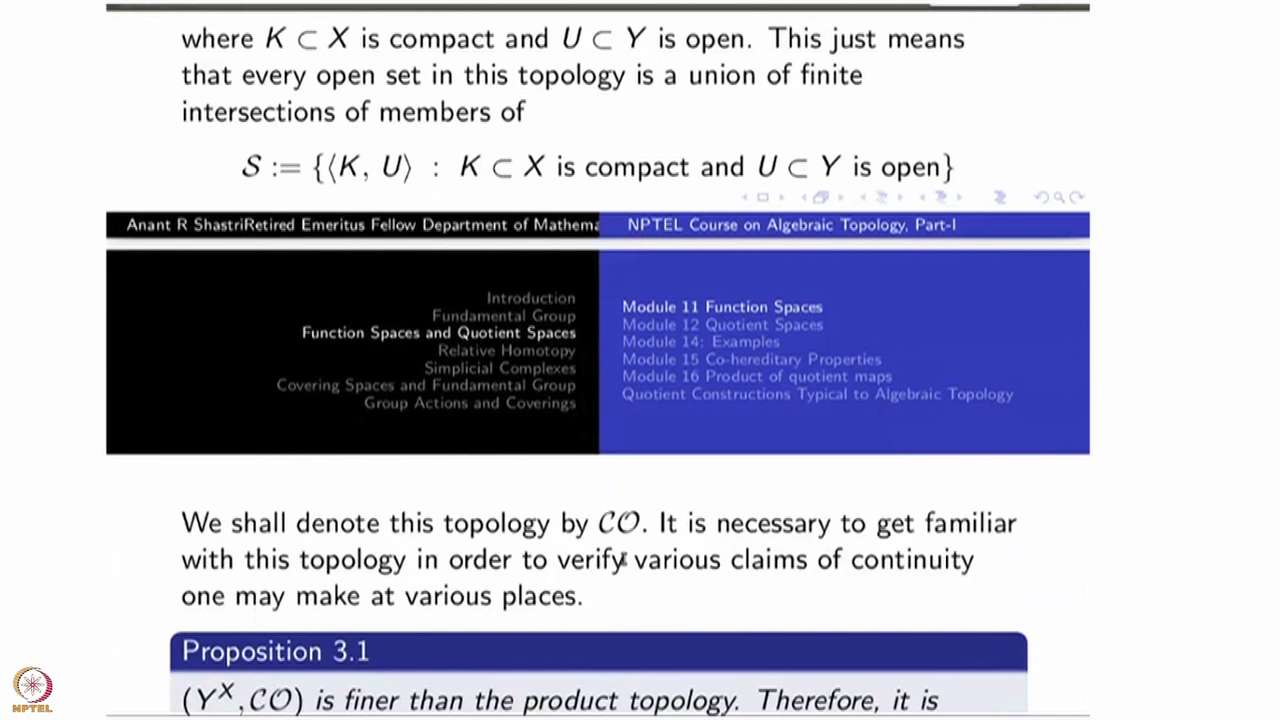 where K ⊂ X is compact and U ⊂ Y is open. This just means
that every open set in this topology is a union of finite
intersections of members of
𝒮 := {⟨K, U⟩ : K ⊂ X is compact and U ⊂ Y is open}
Anant R ShastriRetired Emeritus Fellow Department of Mathema
NPTEL Course on Algebraic Topology, Part-I
Introduction
Fundamental Group
Function Spaces and Quotient Spaces
Relative Homotopy
Simplicial Complexes
Covering Spaces and Fundamental Group
Group Actions and Coverings
Module 11 Function Spaces
Module 12 Quotient Spaces
Module 14: Examples
Module 15 Co-hereditary Properties
Module 16 Product of quotient maps
Quotient Constructions Typical to Algebraic Topology
We shall denote this topology by 𝒞𝒪. It is necessary to get familiar
with this topology in order to verify various claims of continuity
one may make at various places.
Proposition 3.1
(Y^X, 𝒞𝒪) is finer than the product topology. Therefore, it is
NPTEL